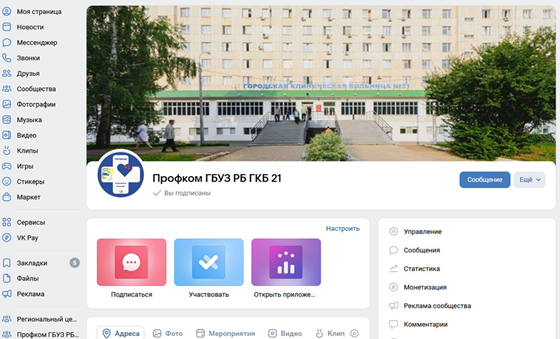 Моя страница
Новости
Мессенджер
Звонки
Друзья
Сообщества
Фотографии
Музыка
Видео
Клипы
Игры
Стикеры
Маркет
Сервисы
VK Pay
Закладки 5
Файлы
Реклама
Региональный це...
Профком ГБУЗ РБ...
ГОРОДСКАЯ КЛИНИЧЕСКАЯ БОЛЬНИЦА №21
Профком ГБУЗ РБ ГКБ 21
Вы подписаны
Сообщение
Ещё
Настроить
Подписаться
Участвовать
Открыть приложе...
Адреса
Фото
Мероприятия
Видео
Клип
Управление
Сообщения
Статистика
Монетизация
Реклама сообщества
Комментарии